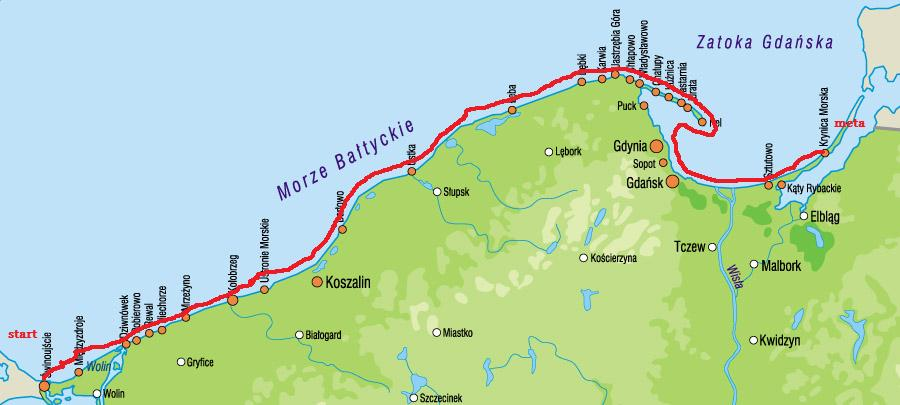 Zatoka Gdańska
Morze Bałtyckie
start
meta
Świnoujście
Międzyzdroje
Wolin
Wolin
Dziwnówek
Pobierowo
Rewal
Niechorze
Mrzeżyno
Gryfice
Kołobrzeg
Ustronie Morskie
Białogard
Koszalin
Ustka
Słupsk
Miastko
Szczecinek
Łeba
Lębork
Kościerzyna
Dębki
Karwia
Jastrzębia Góra
Chłapowo
Władysławowo
Chałupy
Kuźnica
Jastarnia
Jurata
Hel
Puck
Gdynia
Sopot
Gdańsk
Tczew
Wisła
Sztutowo
Kąty Rybackie
Krynica Morska
Elbląg
Malbork
Kwidzyn